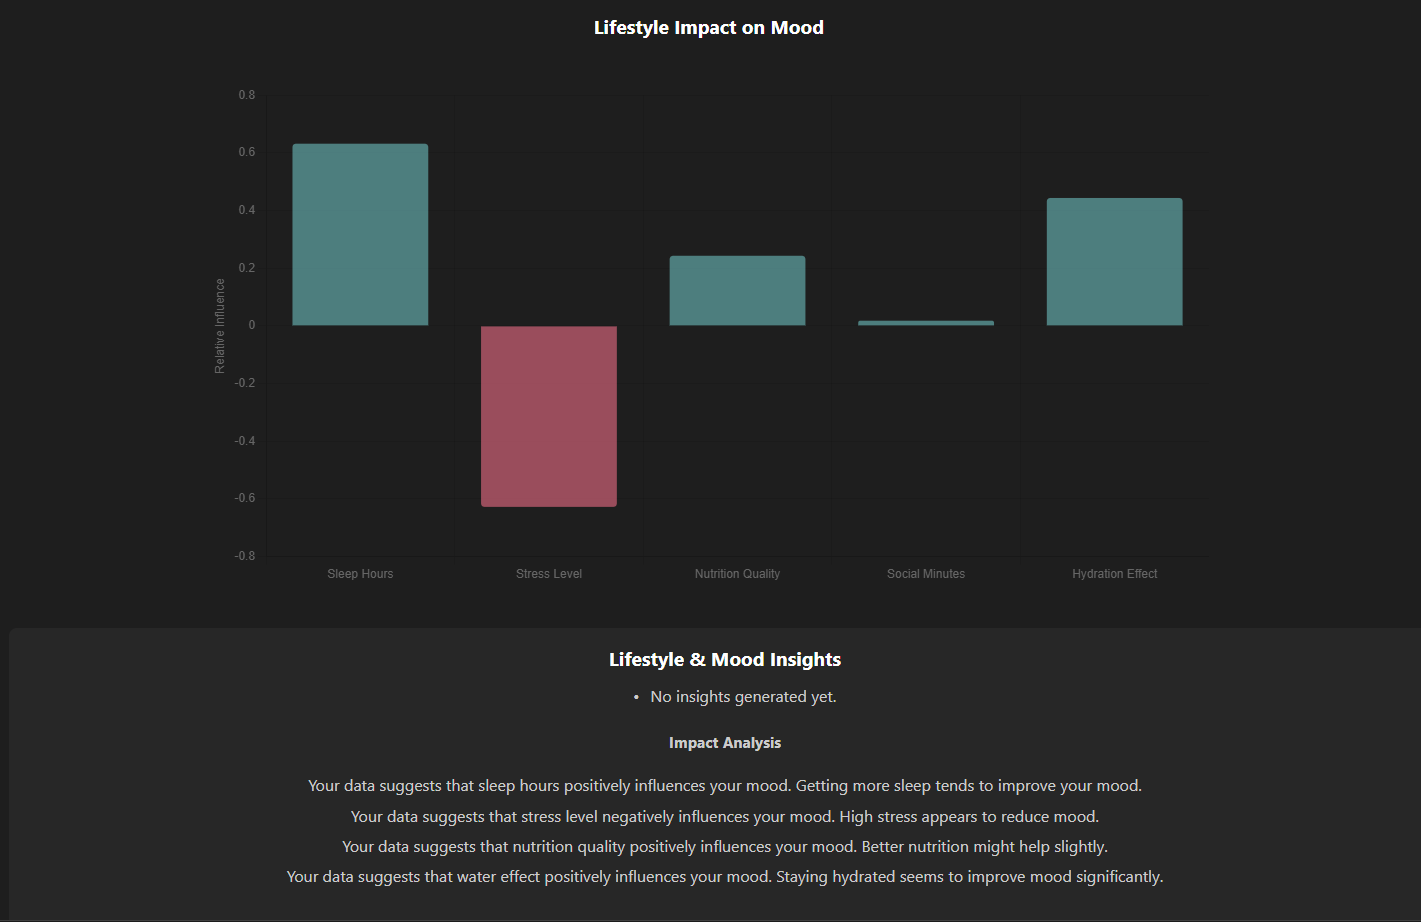 Lifestyle Impact on Mood
0.8
0.6
0.4
0.2
0
-0.2
-0.4
-0.6
-0.8
Relative Influence
Sleep Hours
Stress Level
Nutrition Quality
Social Minutes
Hydration Effect
Lifestyle & Mood Insights
• No insights generated yet.
Impact Analysis
Your data suggests that sleep hours positively influences your mood. Getting more sleep tends to improve your mood.
Your data suggests that stress level negatively influences your mood. High stress appears to reduce mood.
Your data suggests that nutrition quality positively influences your mood. Better nutrition might help slightly.
Your data suggests that water effect positively influences your mood. Staying hydrated seems to improve mood significantly.